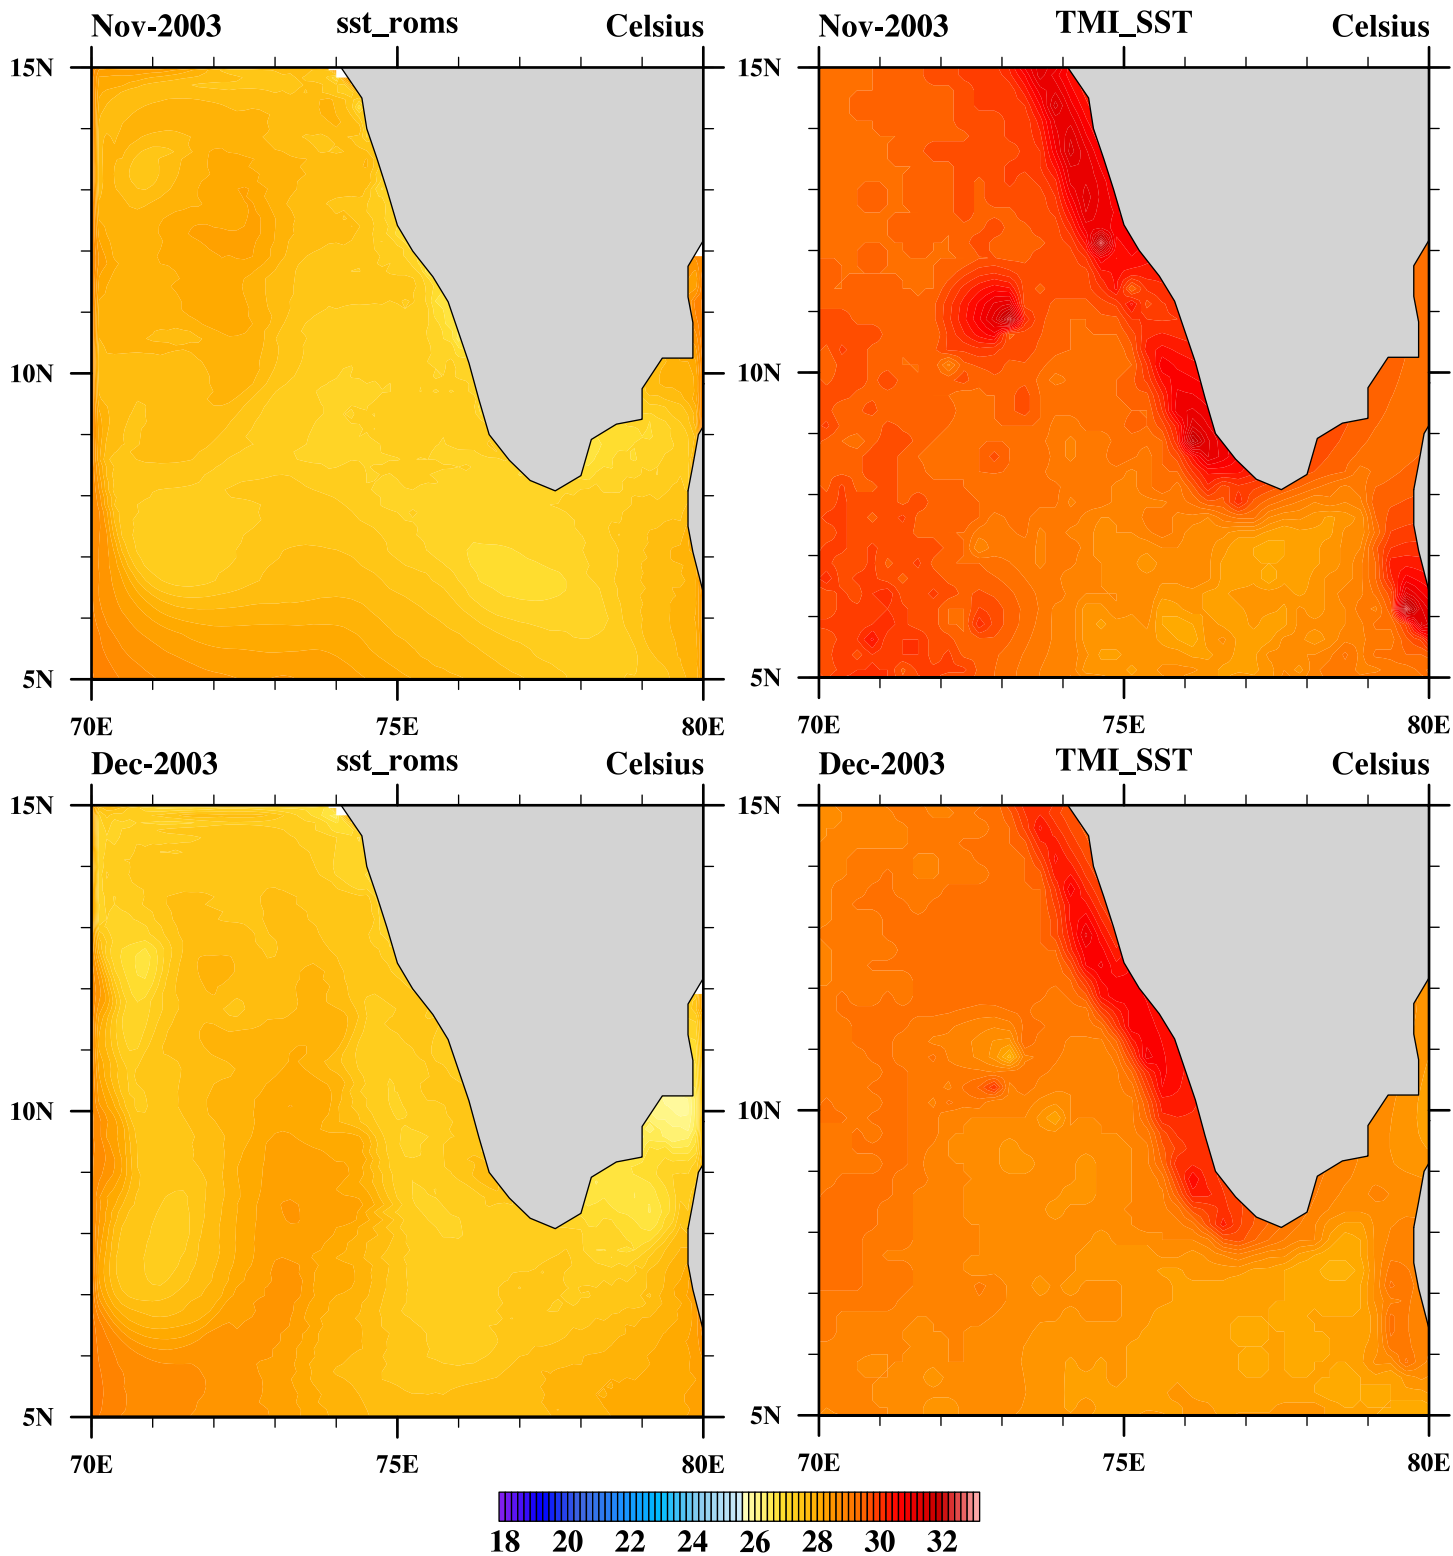 Nov-2003 sst_roms Celsius
Nov-2003 TMI_SST Celsius
15N
10N
5N
70E 75E 80E
15N
10N
5N
70E 75E 80E
Dec-2003 sst_roms Celsius
Dec-2003 TMI_SST Celsius
15N
10N
5N
70E 75E 80E
15N
10N
5N
70E 75E 80E
18 20 22 24 26 28 30 32